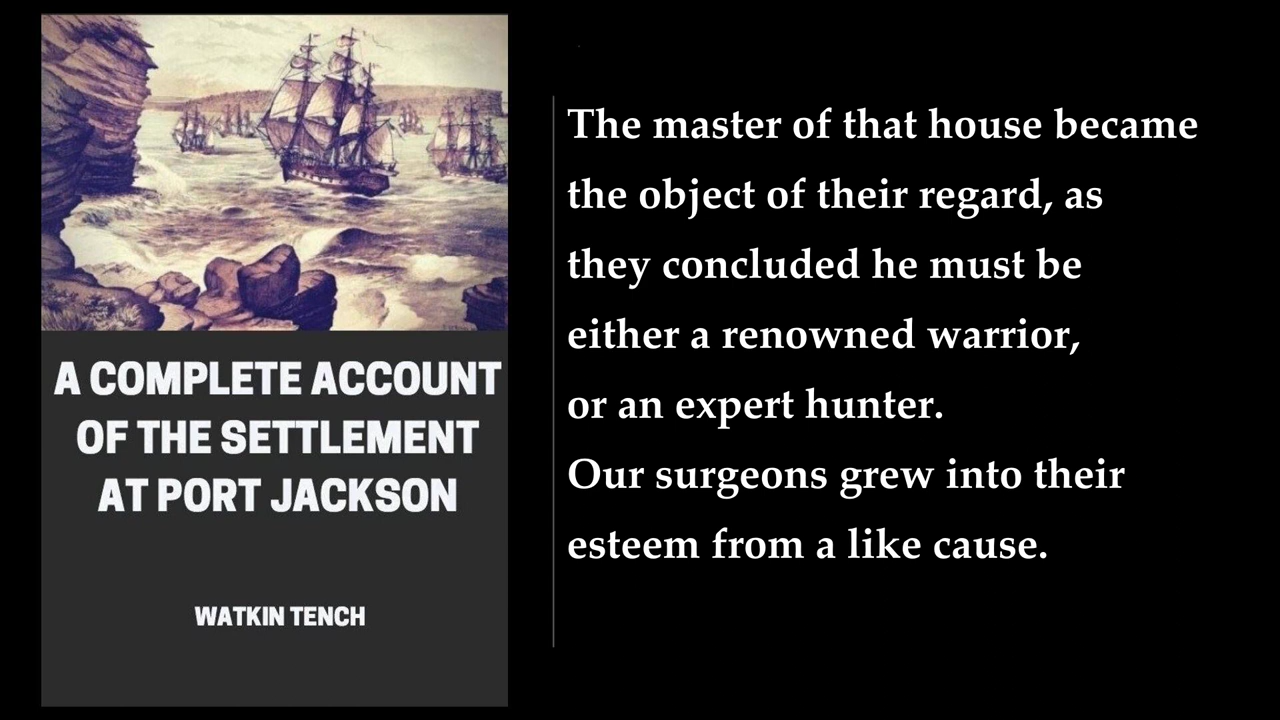 A COMPLETE ACCOUNT
OF THE SETTLEMENT
AT PORT JACKSON
WATKIN TENCH
The master of that house became
the object of their regard, as
they concluded he must be
either a renowned warrior,
or an expert hunter.
Our surgeons grew into their
esteem from a like cause.